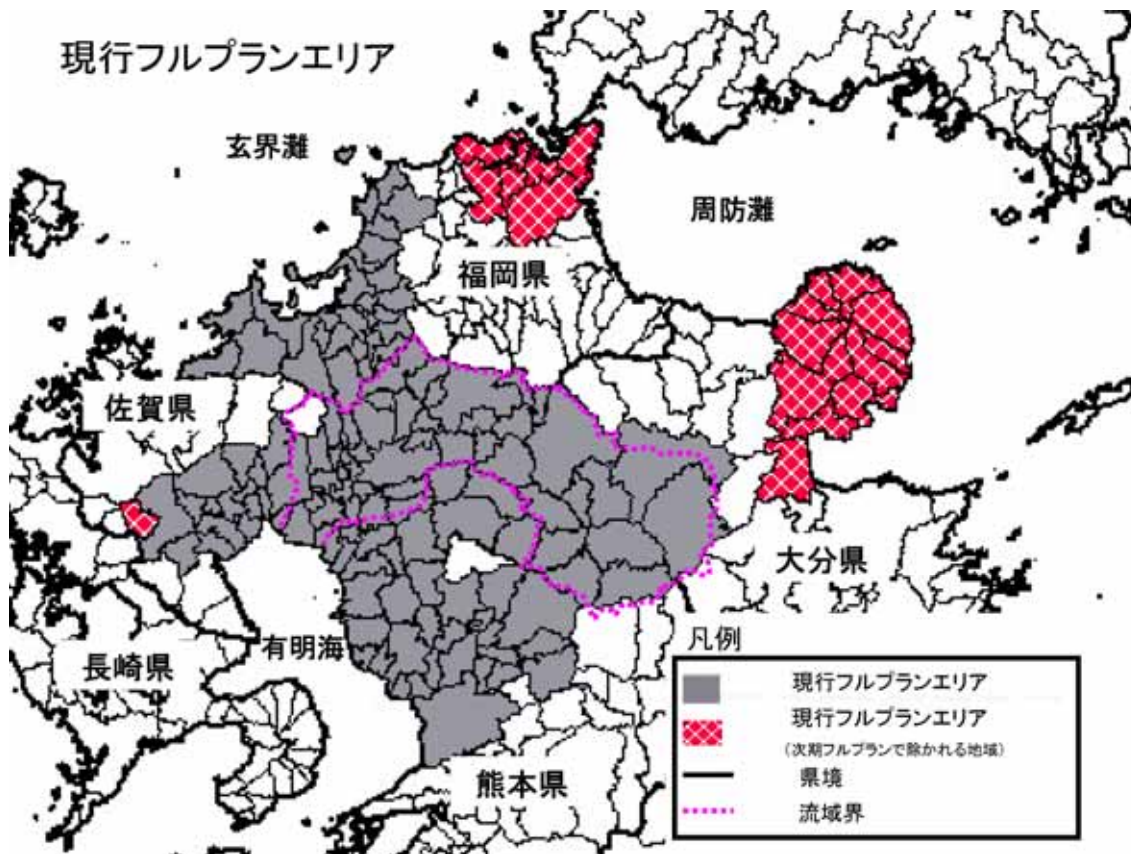 現行フルプランエリア
玄界灘
周防灘
福岡県
佐賀県
大分県
有明海
長崎県
熊本県
凡例
現行フルプランエリア
現行フルプランエリア
(次期フルプランで除かれる地域)
県境
流域界